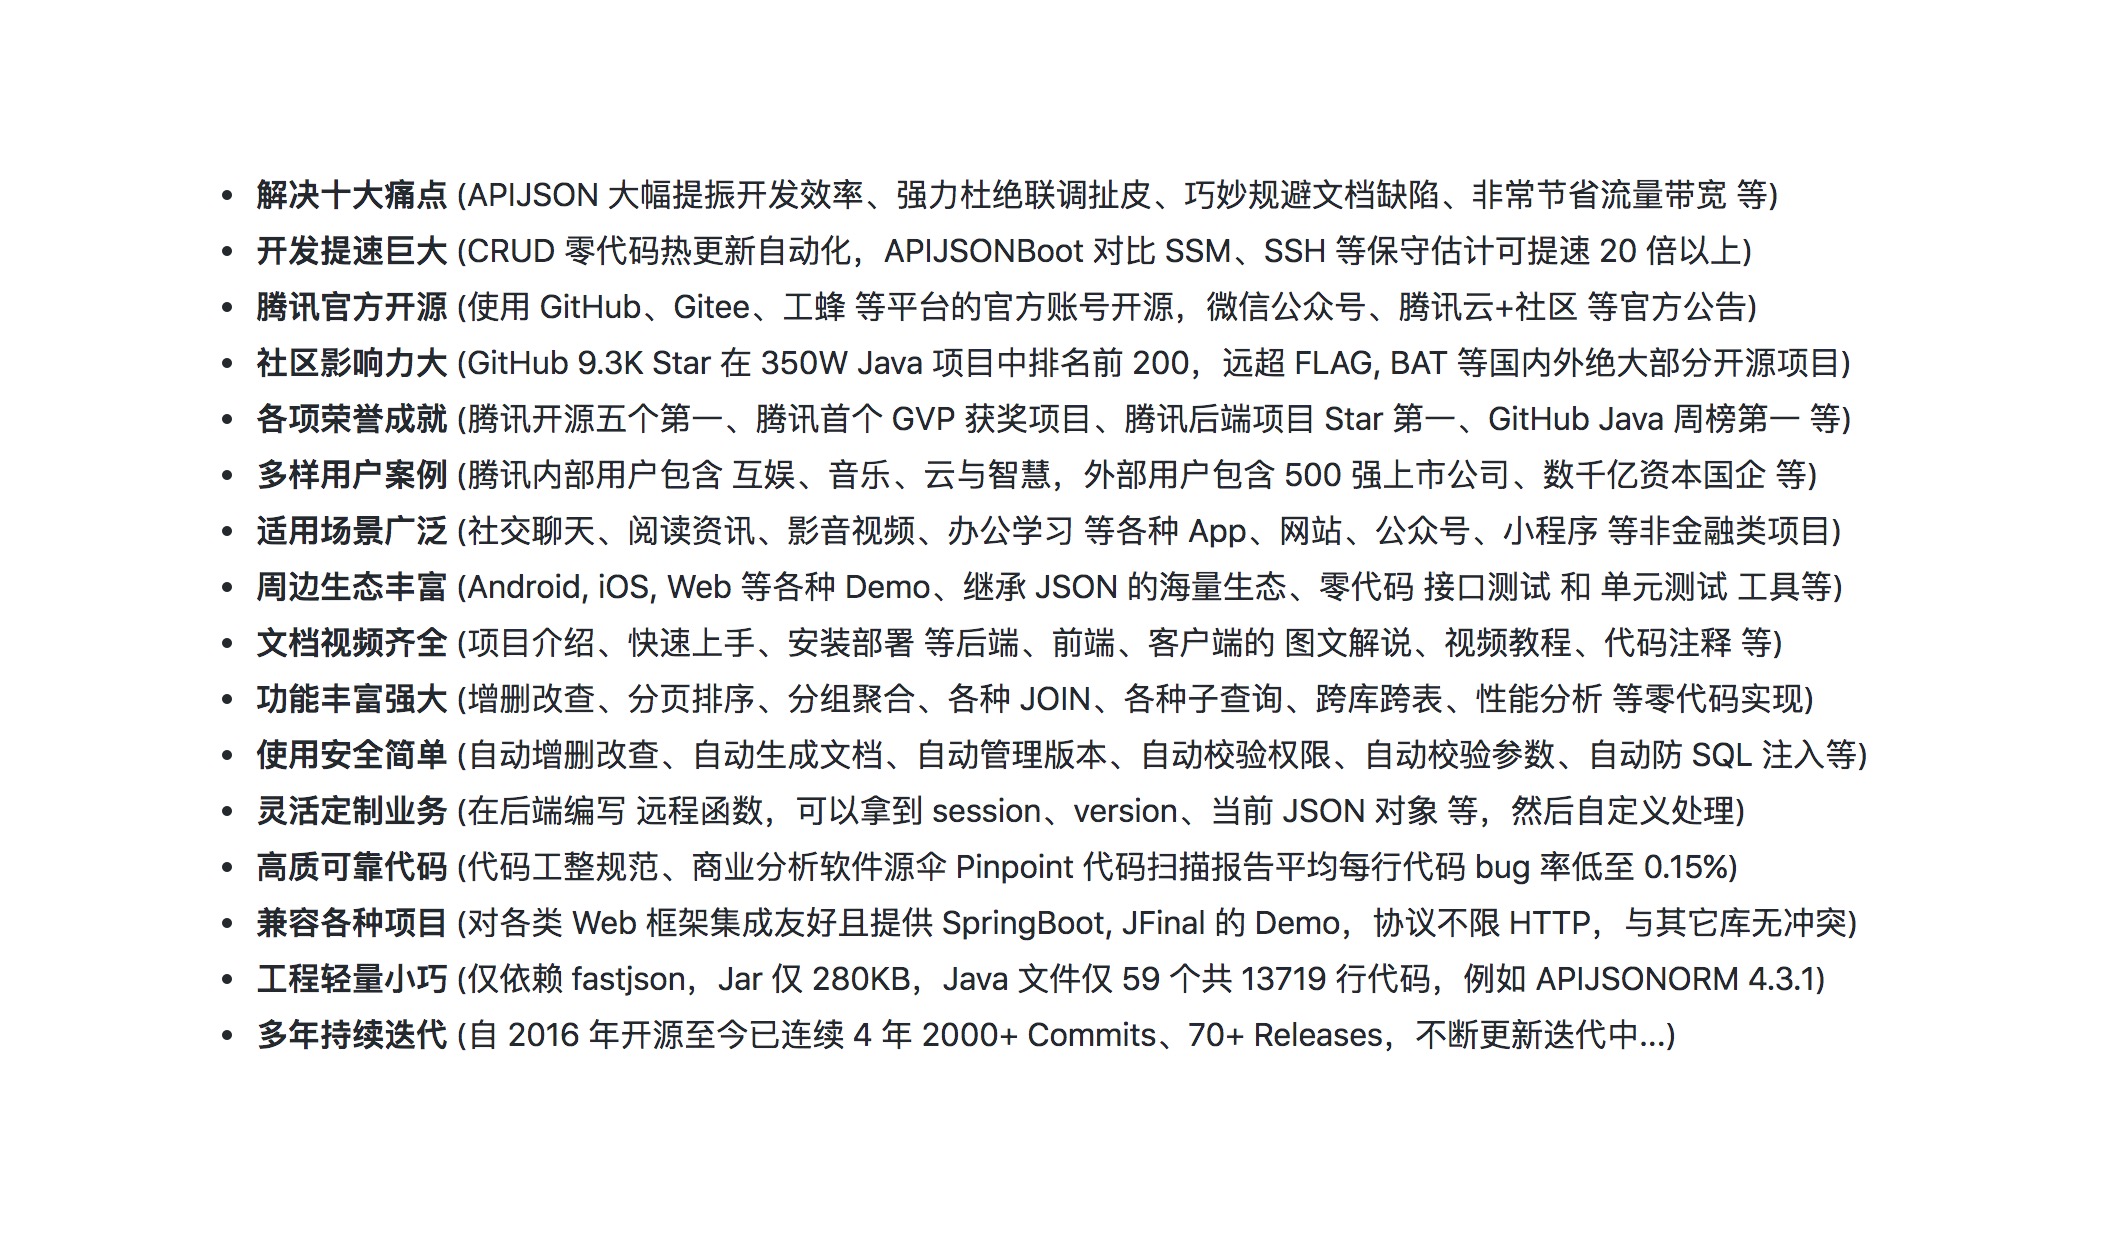 • 解决十大痛点 (APIJSON 大幅提振开发效率、强力杜绝联调扯皮、巧妙规避文档缺陷、非常节省流量带宽 等)
• 开发提速巨大 (CRUD 零代码热更新自动化，APIJSONBoot 对比 SSM、SSH 等保守估计可提速 20 倍以上)
• 腾讯官方开源 (使用 GitHub、Gitee、工蜂 等平台的官方账号开源，微信公众号、腾讯云+社区 等官方公告)
• 社区影响力大 (GitHub 9.3K Star 在 350W Java 项目中排名前 200，远超 FLAG, BAT 等国内外绝大部分开源项目)
• 各项荣誉成就 (腾讯开源五个第一、腾讯首个 GVP 获奖项目、腾讯后端项目 Star 第一、GitHub Java 周榜第一 等)
• 多样用户案例 (腾讯内部用户包含 互娱、音乐、云与智慧，外部用户包含 500 强上市公司、数千亿资本国企 等)
• 适用场景广泛 (社交聊天、阅读资讯、影音视频、办公学习 等各种 App、网站、公众号、小程序 等非金融类项目)
• 周边生态丰富 (Android, iOS, Web 等各种 Demo、继承 JSON 的海量生态、零代码 接口测试 和 单元测试 工具等)
• 文档视频齐全 (项目介绍、快速上手、安装部署 等后端、前端、客户端的 图文解说、视频教程、代码注释 等)
• 功能丰富强大 (增删改查、分页排序、分组聚合、各种 JOIN、各种子查询、跨库跨表、性能分析 等零代码实现)
• 使用安全简单 (自动增删改查、自动生成文档、自动管理版本、自动校验权限、自动校验参数、自动防 SQL 注入等)
• 灵活定制业务 (在后端编写 远程函数，可以拿到 session、version、当前 JSON 对象 等，然后自定义处理)
• 高质可靠代码 (代码工整规范、商业分析软件源伞 Pinpoint 代码扫描报告平均每行代码 bug 率低至 0.15%)
• 兼容各种项目 (对各类 Web 框架集成友好且提供 SpringBoot, JFinal 的 Demo，协议不限 HTTP，与其它库无冲突)
• 工程轻量小巧 (仅依赖 fastjson，Jar 仅 280KB，Java 文件仅 59 个共 13719 行代码，例如 APIJSONORM 4.3.1)
• 多年持续迭代 (自 2016 年开源至今已连续 4 年 2000+ Commits、70+ Releases，不断更新迭代中...)